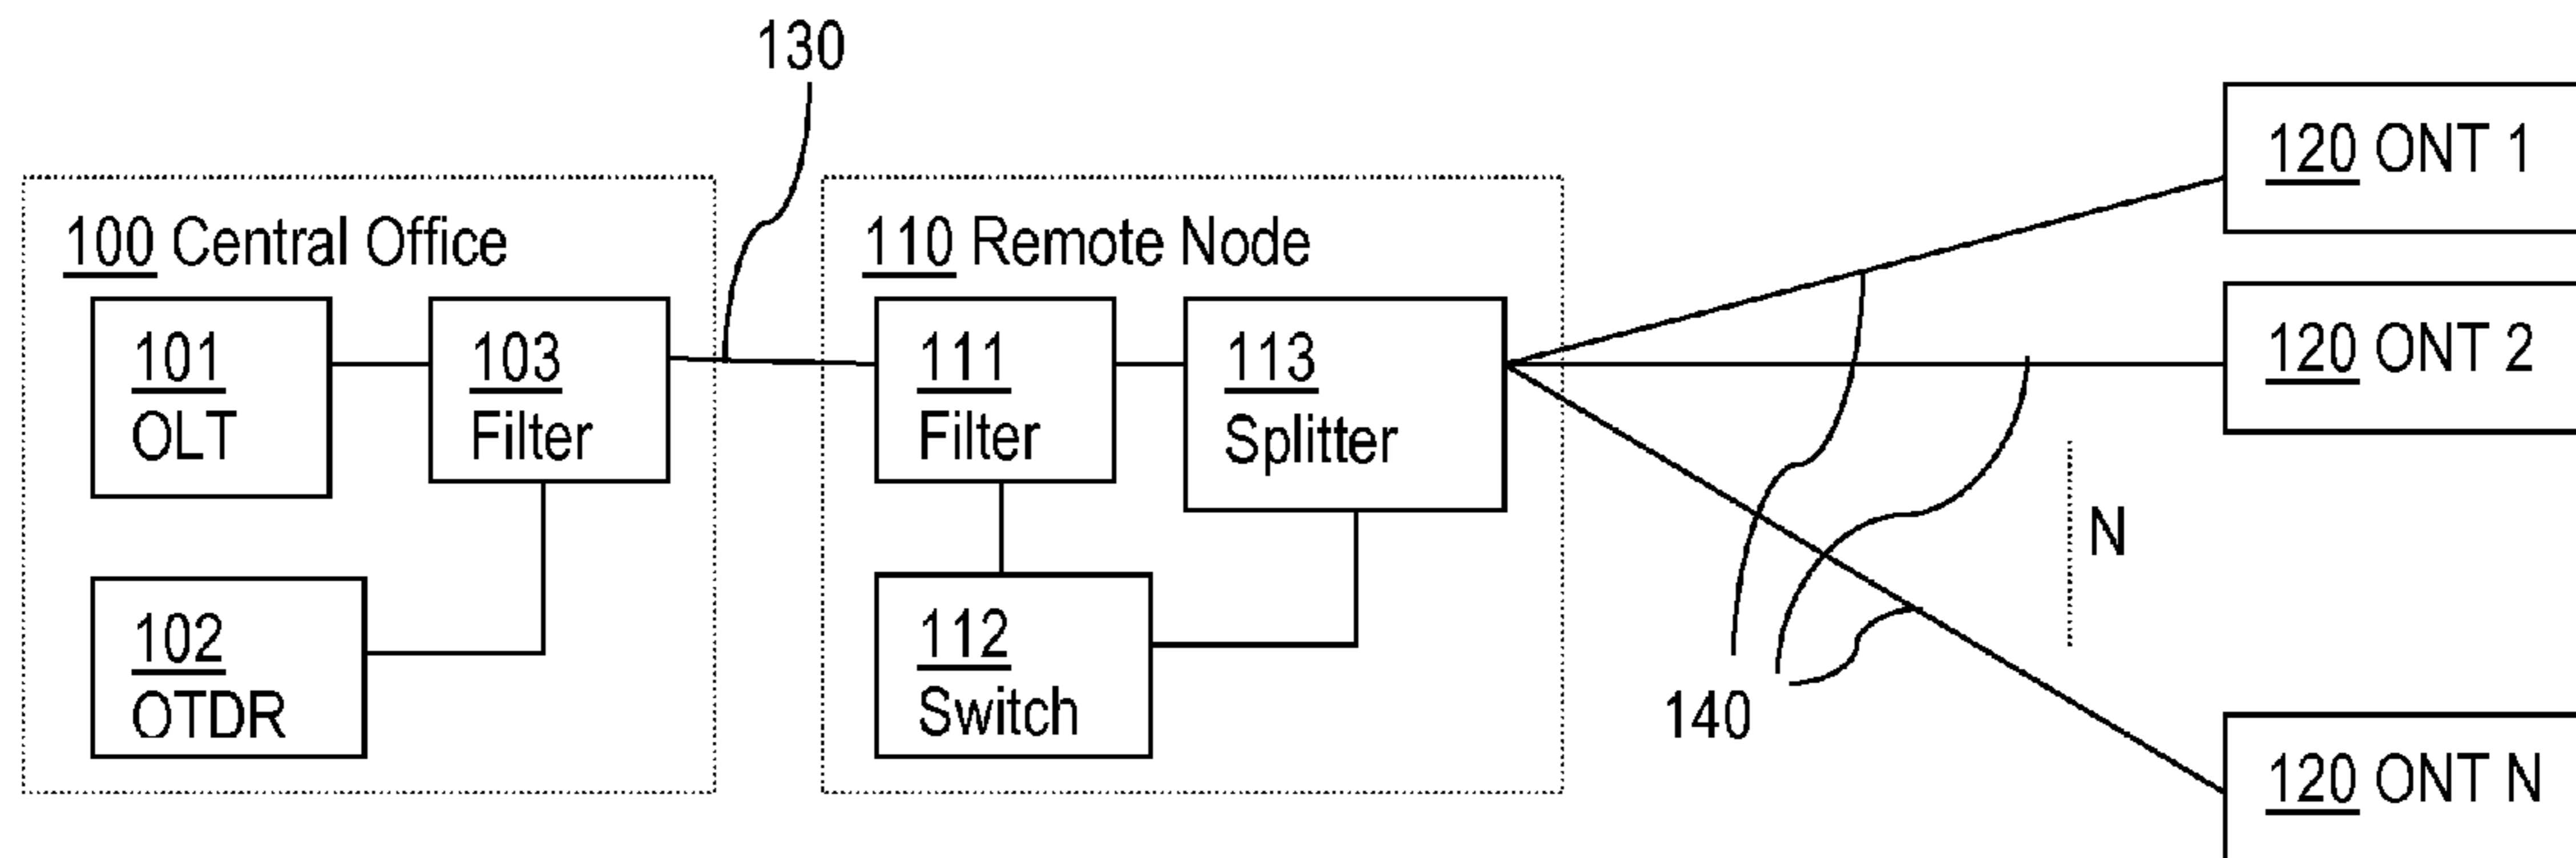 130
120 ONT 1
100 Central Office
110 Remote Node
101
OLT
103
Filter
111
Filter
113
Splitter
120 ONT 2
N
102
OTDR
112
Switch
140
120 ONT N